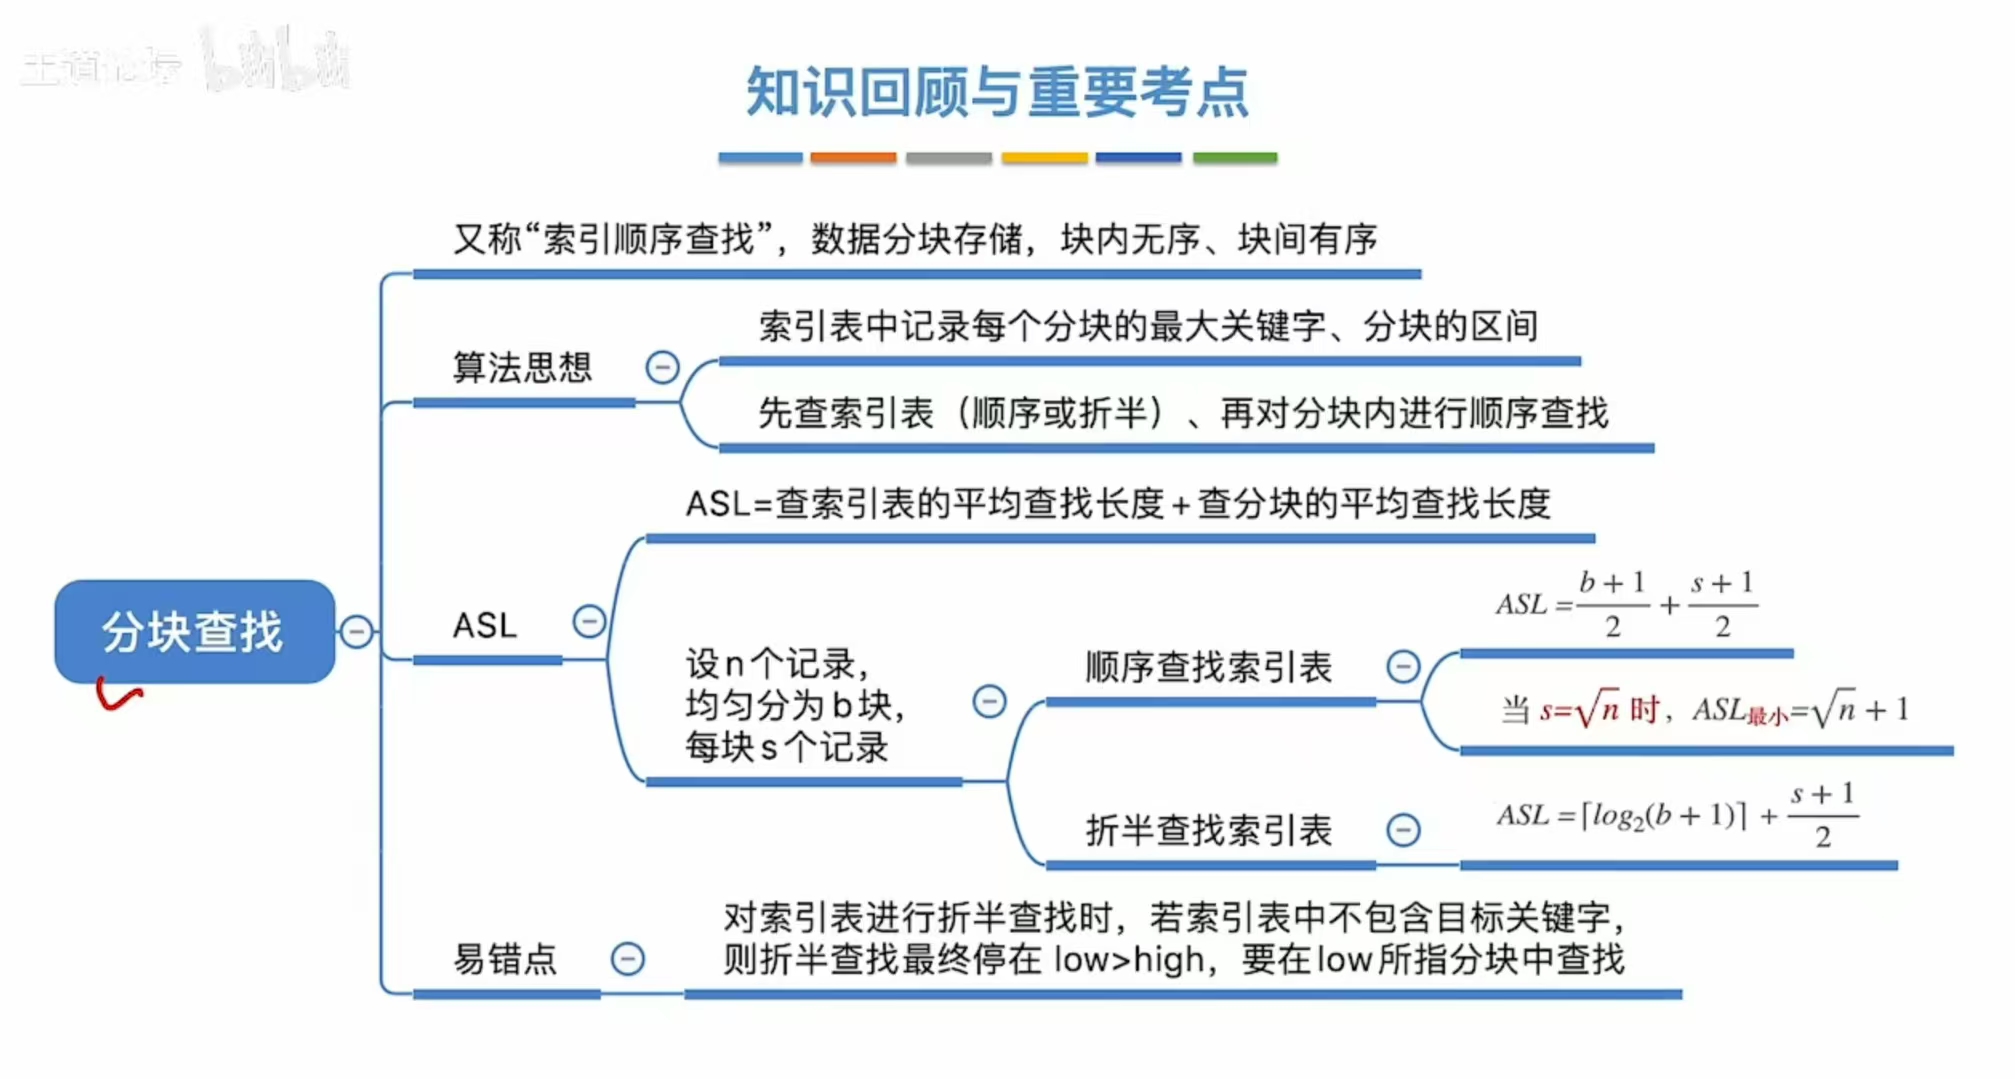 王道论坛 bilibili
知识回顾与重要考点
又称“索引顺序查找”，数据分块存储，块内无序、块间有序
算法思想
索引表中记录每个分块的最大关键字、分块的区间
先查索引表（顺序或折半）、再对分块内进行顺序查找
分块查找
ASL
ASL=查索引表的平均查找长度+查分块的平均查找长度
设n个记录，
均匀分为b块，
每块s个记录
顺序查找索引表
ASL = (b + 1)/2 + (s + 1)/2
当 s=√n 时，ASL最小=√n + 1
折半查找索引表
ASL = ⌈log₂(b + 1)⌉ + (s + 1)/2
易错点
对索引表进行折半查找时，若索引表中不包含目标关键字，
则折半查找最终停在 low>high，要在low所指分块中查找